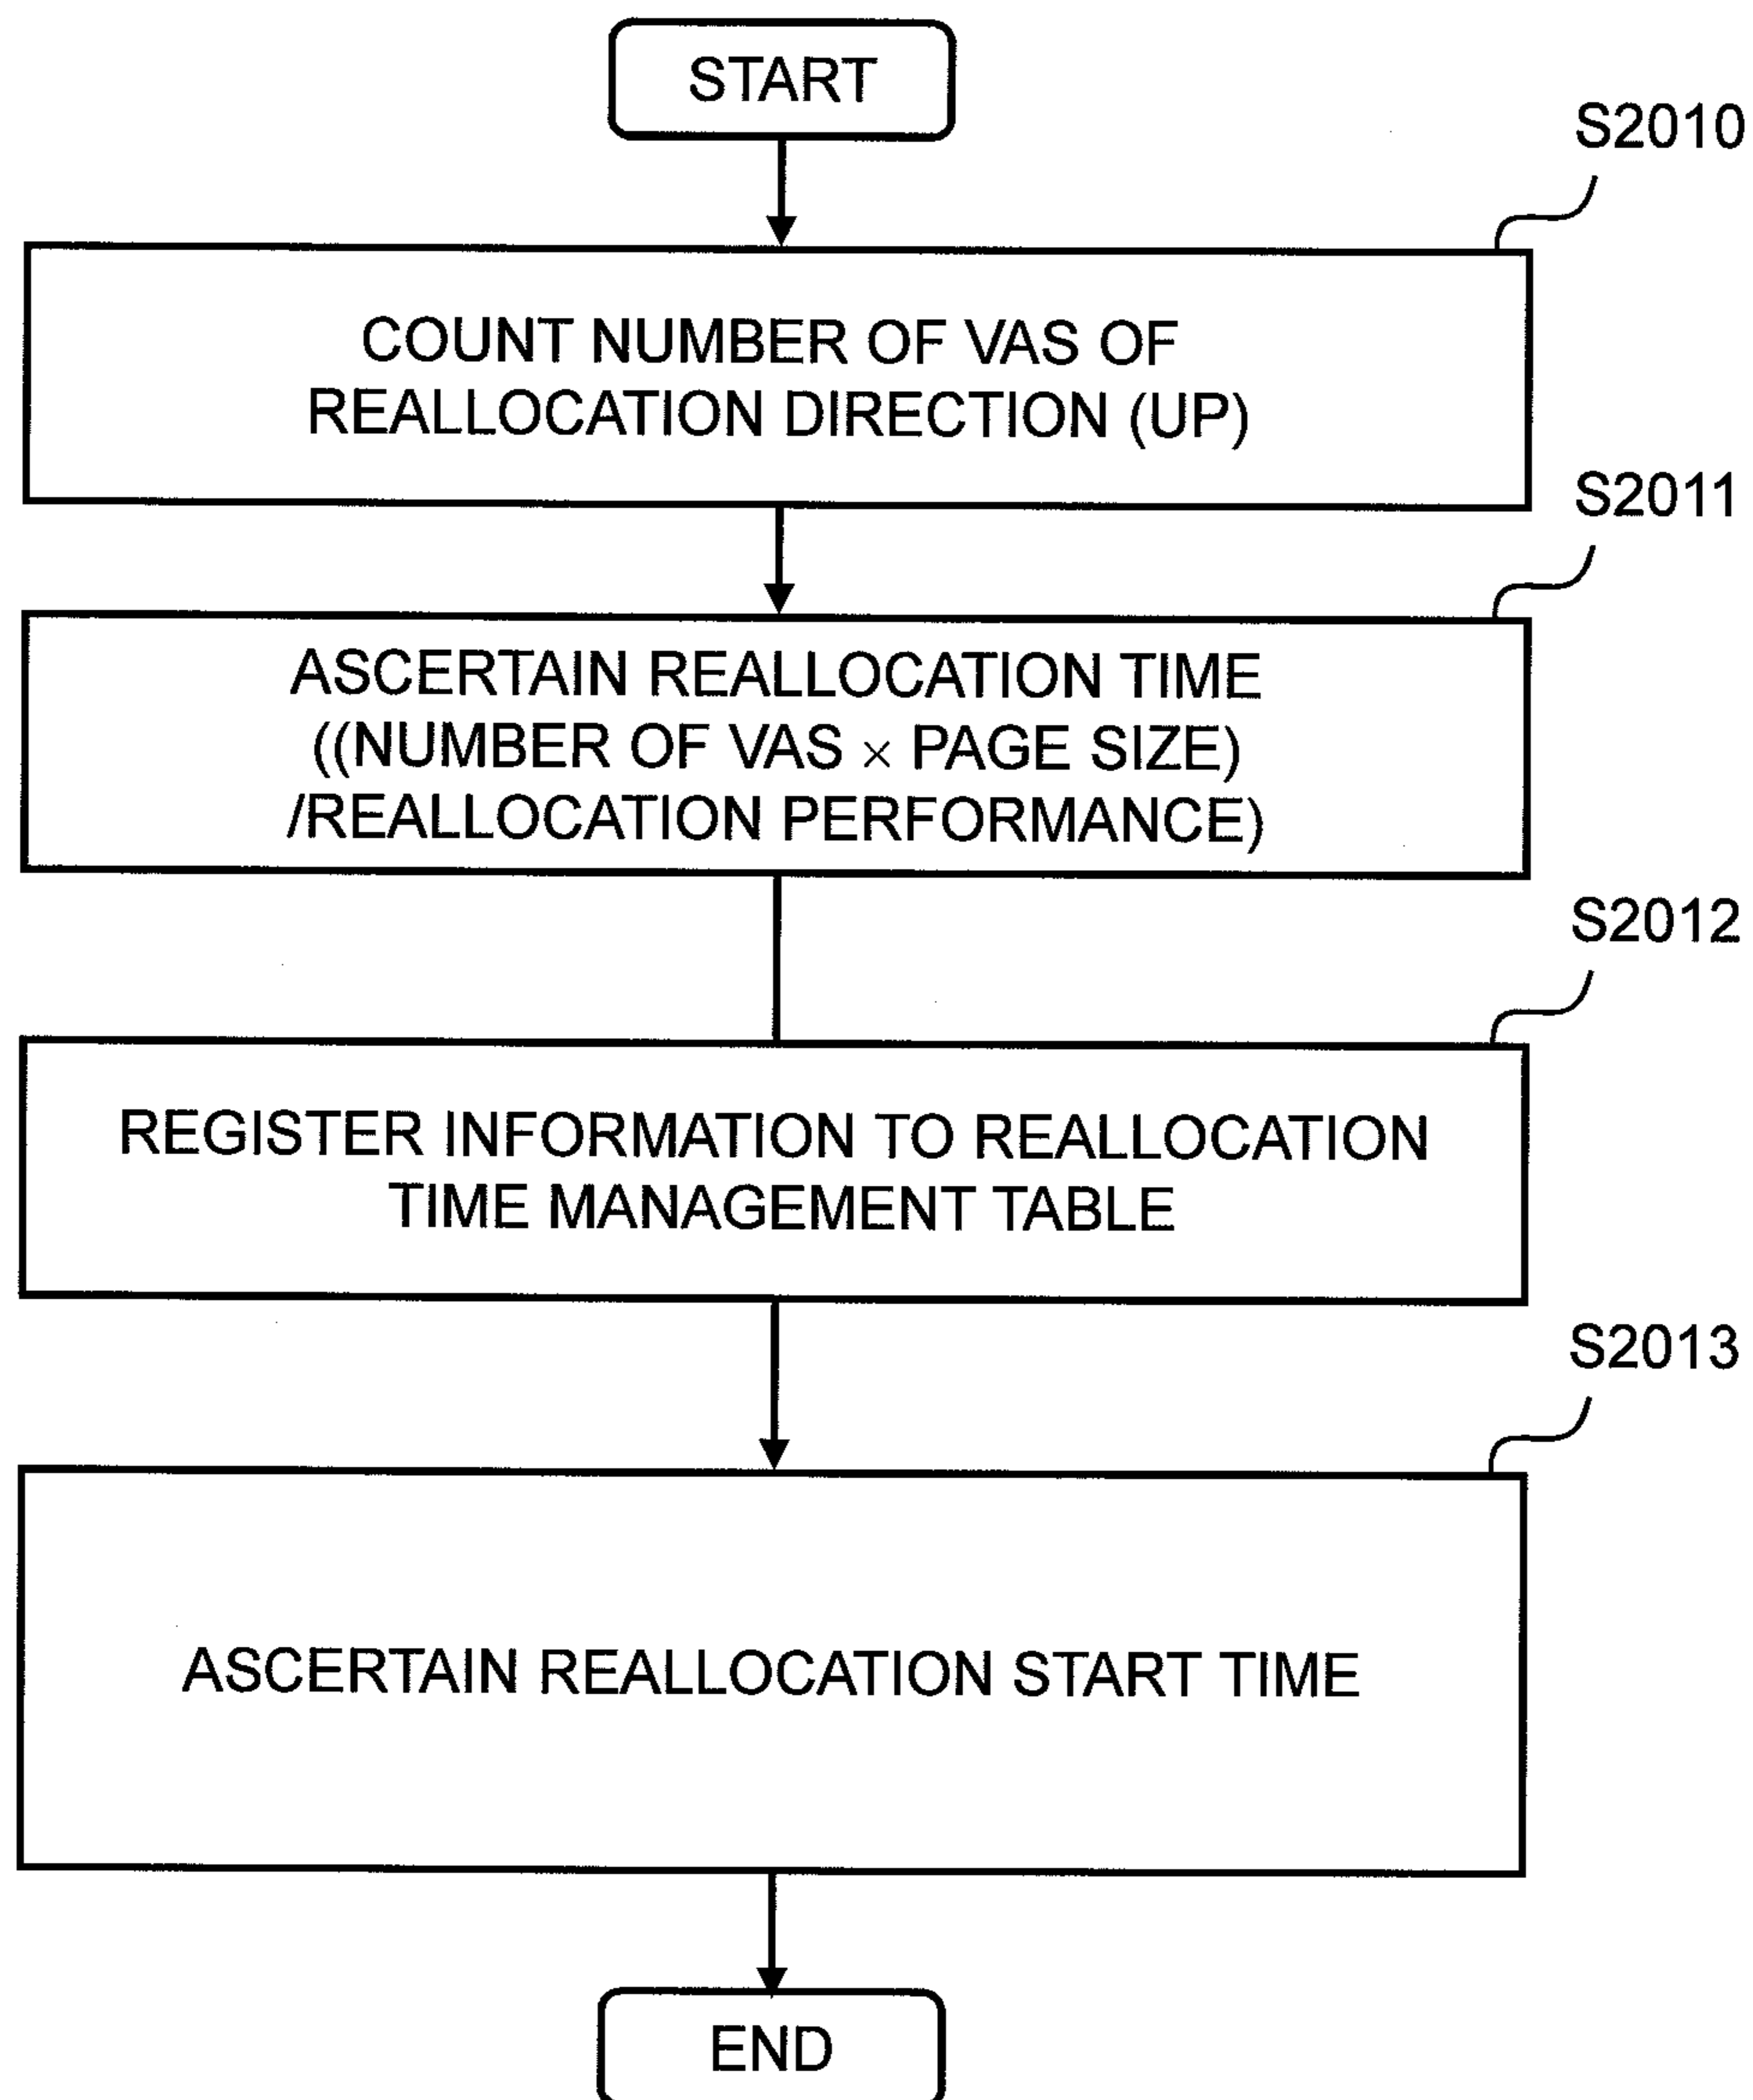 START
S2010
COUNT NUMBER OF VAS OF
REALLOCATION DIRECTION (UP)
S2011
ASCERTAIN REALLOCATION TIME
((NUMBER OF VAS × PAGE SIZE)
/REALLOCATION PERFORMANCE)
S2012
REGISTER INFORMATION TO REALLOCATION
TIME MANAGEMENT TABLE
S2013
ASCERTAIN REALLOCATION START TIME
END